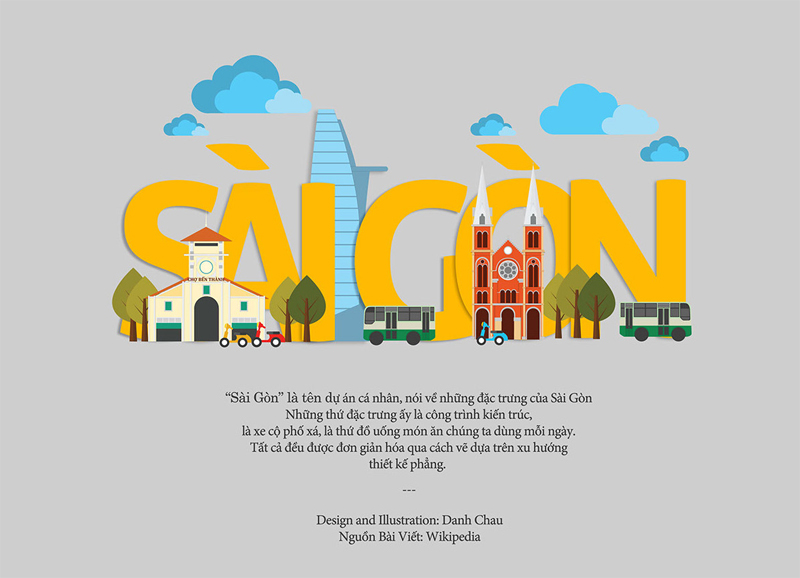 SÀI GÒN
CHỢ BẾN THÀNH
“Sài Gòn” là tên dự án cá nhân, nói về những đặc trưng của Sài Gòn
Những thứ đặc trưng ấy là công trình kiến trúc,
là xe cộ phố xá, là thứ đồ uống món ăn chúng ta dùng mỗi ngày.
Tất cả đều được đơn giản hóa qua cách vẽ dựa trên xu hướng
thiết kế phẳng.
---
Design and Illustration: Danh Chau
Nguồn Bài Viết: Wikipedia